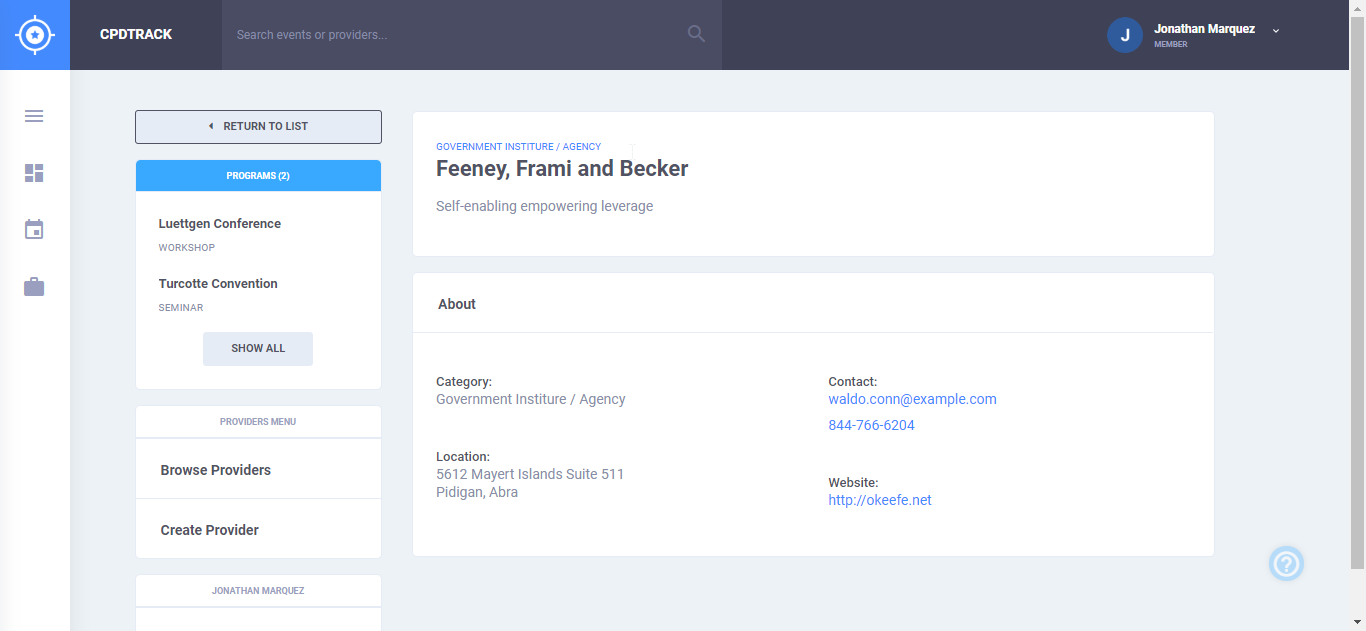 CPDTRACK
Search events or providers...
J
Jonathan Marquez
MEMBER
RETURN TO LIST
PROGRAMS (2)
Luettgen Conference
WORKSHOP
Turcotte Convention
SEMINAR
SHOW ALL
PROVIDERS MENU
Browse Providers
Create Provider
JONATHAN MARQUEZ
GOVERNMENT INSTITURE / AGENCY
Feeney, Frami and Becker
Self-enabling empowering leverage
About
Category:
Government Institure / Agency
Location:
5612 Mayert Islands Suite 511
Pidigan, Abra
Contact:
waldo.conn@example.com
844-766-6204
Website:
http://okeefe.net
?